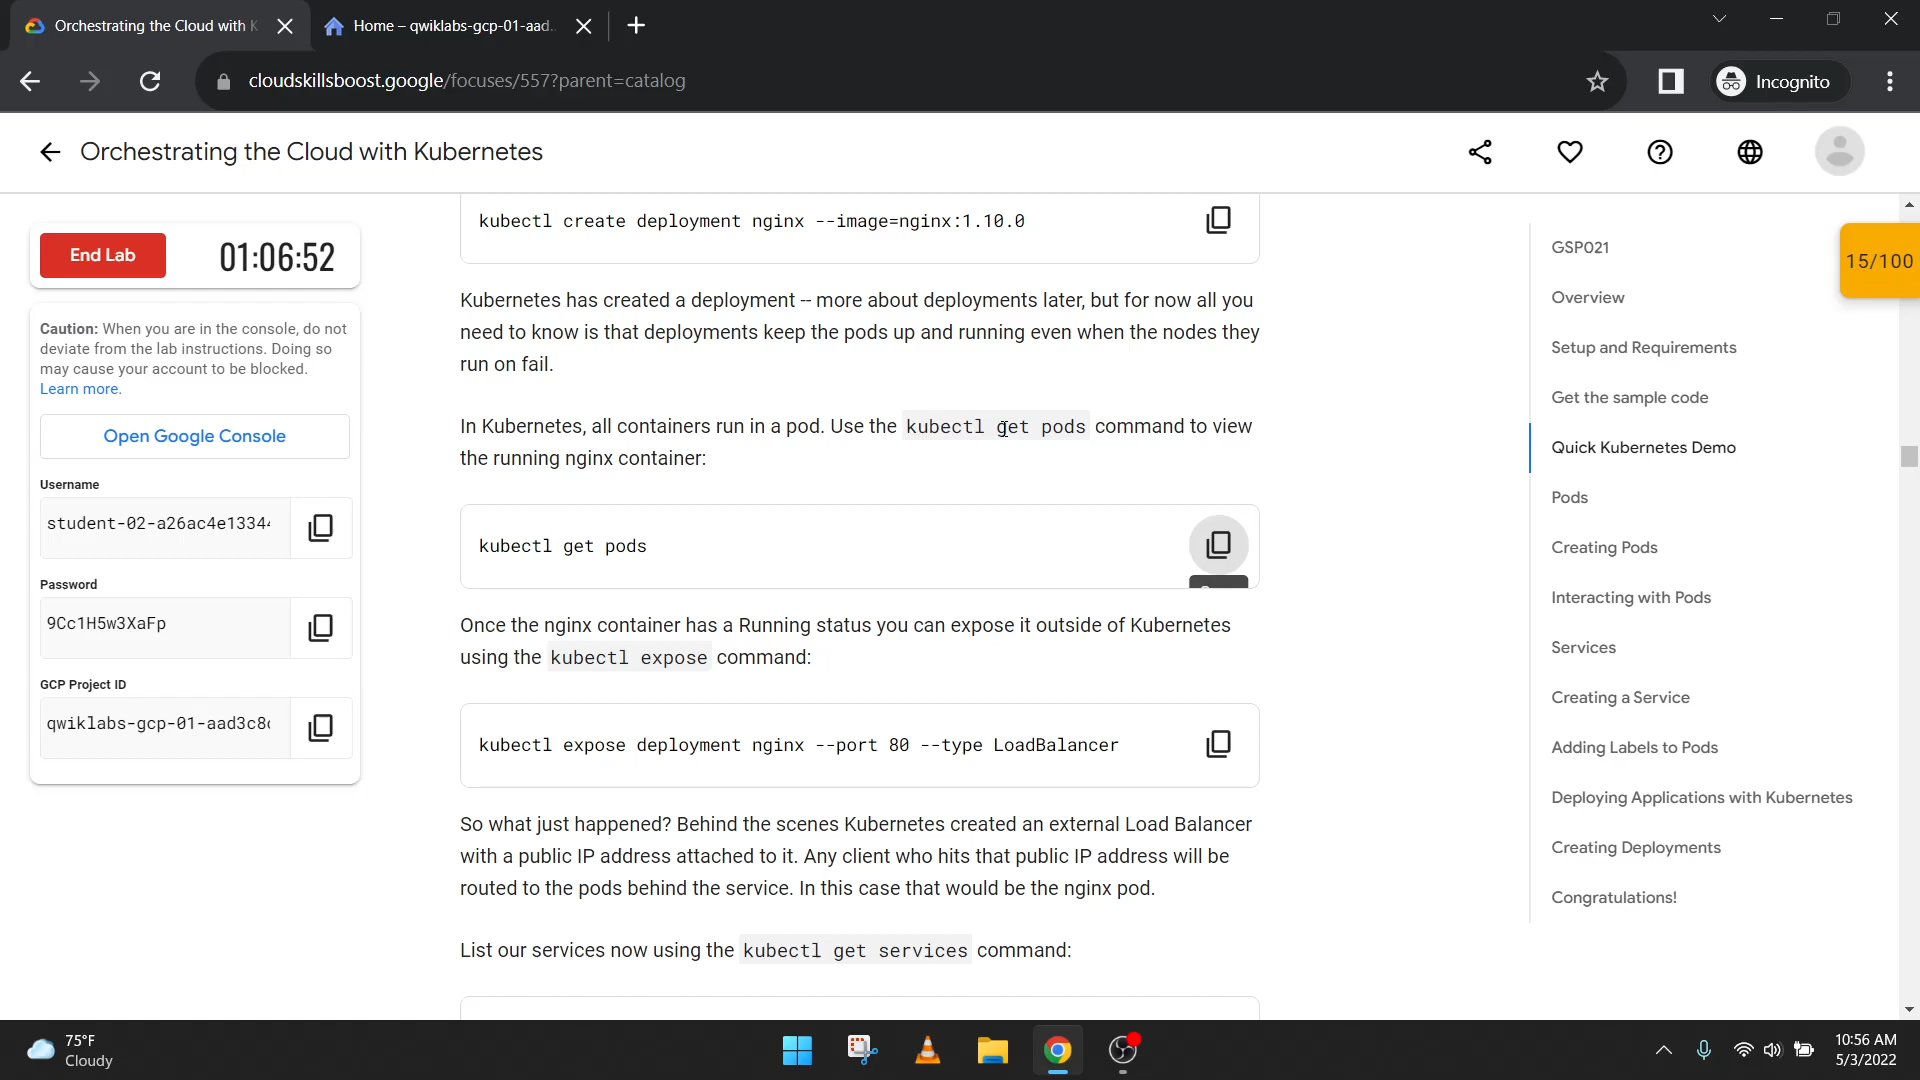 Orchestrating the Cloud with K
Home – qwiklabs-gcp-01-aad..
cloudskillsboost.google/focuses/557?parent=catalog
Incognito
Orchestrating the Cloud with Kubernetes
End Lab
01:06:52
Caution: When you are in the console, do not
deviate from the lab instructions. Doing so
may cause your account to be blocked.
Learn more.
Open Google Console
Username
student-02-a26ac4e1334
Password
9Cc1H5w3XaFp
GCP Project ID
qwiklabs-gcp-01-aad3c8
kubectl create deployment nginx --image=nginx:1.10.0
Kubernetes has created a deployment -- more about deployments later, but for now all you
need to know is that deployments keep the pods up and running even when the nodes they
run on fail.
In Kubernetes, all containers run in a pod. Use the kubectl get pods command to view
the running nginx container:
kubectl get pods
Once the nginx container has a Running status you can expose it outside of Kubernetes
using the kubectl expose command:
kubectl expose deployment nginx --port 80 --type LoadBalancer
So what just happened? Behind the scenes Kubernetes created an external Load Balancer
with a public IP address attached to it. Any client who hits that public IP address will be
routed to the pods behind the service. In this case that would be the nginx pod.
List our services now using the kubectl get services command:
GSP021
Overview
Setup and Requirements
Get the sample code
Quick Kubernetes Demo
Pods
Creating Pods
Interacting with Pods
Services
Creating a Service
Adding Labels to Pods
Deploying Applications with Kubernetes
Creating Deployments
Congratulations!
15/100
75°F
Cloudy
10:56 AM
5/3/2022